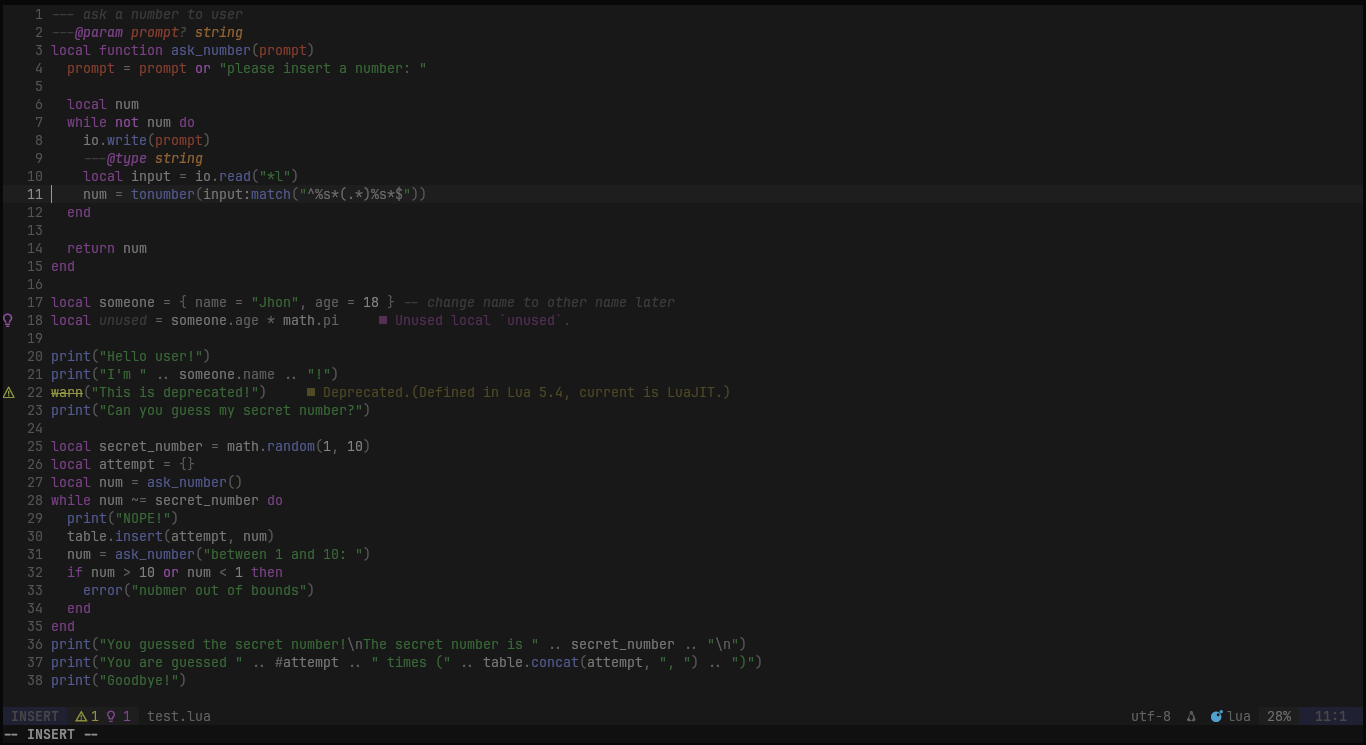 1 --- ask a number to user
2 ---@param prompt? string
3 local function ask_number(prompt)
4   prompt = prompt or "please insert a number: "
5
6   local num
7   while not num do
8     io.write(prompt)
9     ---@type string
10     local input = io.read("*l")
11     num = tonumber(input:match("^%s*(.*)%s*$"))
12   end
13
14   return num
15 end
16
17 local someone = { name = "Jhon", age = 18 } -- change name to other name later
18 local unused = someone.age * math.pi     ■ Unused local `unused`.
19
20 print("Hello user!")
21 print("I'm " .. someone.name .. "!")
22 warn("This is deprecated!")     ■ Deprecated.(Defined in Lua 5.4, current is LuaJIT.)
23 print("Can you guess my secret number?")
24
25 local secret_number = math.random(1, 10)
26 local attempt = {}
27 local num = ask_number()
28 while num ~= secret_number do
29   print("NOPE!")
30   table.insert(attempt, num)
31   num = ask_number("between 1 and 10: ")
32   if num > 10 or num < 1 then
33     error("nubmer out of bounds")
34   end
35 end
36 print("You guessed the secret number!\nThe secret number is " .. secret_number .. "\n")
37 print("You are guessed " .. #attempt .. " times (" .. table.concat(attempt, ", ") .. ")")
38 print("Goodbye!")
INSERT 1 1 test.lua utf-8 lua 28% 11:1
-- INSERT --